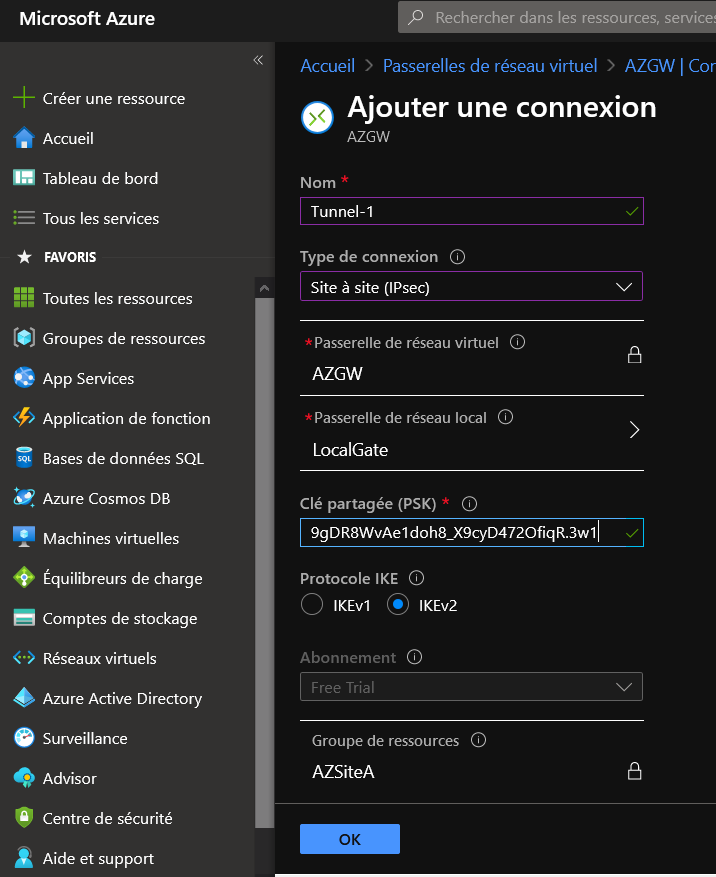 Microsoft Azure
Rechercher dans les ressources, services
«
Créer une ressource
Accueil
Tableau de bord
Tous les services
FAVORIS
Toutes les ressources
Groupes de ressources
App Services
Application de fonction
Bases de données SQL
Azure Cosmos DB
Machines virtuelles
Équilibreurs de charge
Comptes de stockage
Réseaux virtuels
Azure Active Directory
Surveillance
Advisor
Centre de sécurité
Aide et support
Accueil > Passerelles de réseau virtuel > AZGW | Con
Ajouter une connexion
AZGW
Nom *
Tunnel-1
Type de connexion
Site à site (IPsec)
*Passerelle de réseau virtuel
AZGW
*Passerelle de réseau local
LocalGate
Clé partagée (PSK) *
9gDR8WvAe1doh8_X9cyD472OfiqR.3w1
Protocole IKE
IKEv1 IKEv2
Abonnement
Free Trial
Groupe de ressources
AZSiteA
OK